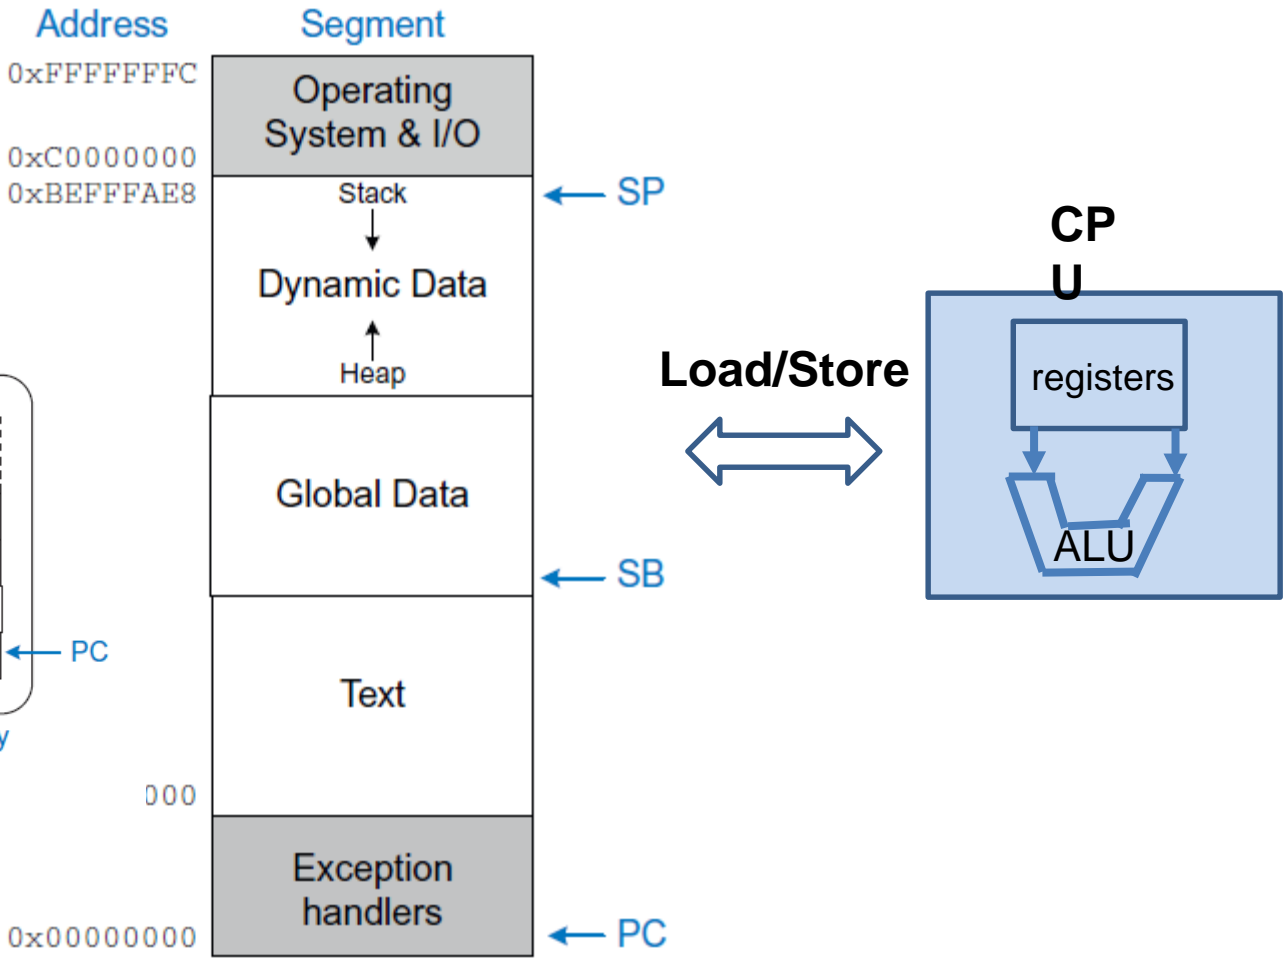 Address
Segment
0xFFFFFFFC
Operating
System & I/O
0xC0000000
0xBEFFFAE8
Stack
SP
Dynamic Data
Heap
Global Data
SB
PC
Text
y
000
Exception
handlers
0x00000000
PC
Load/Store
CP
U
registers
ALU